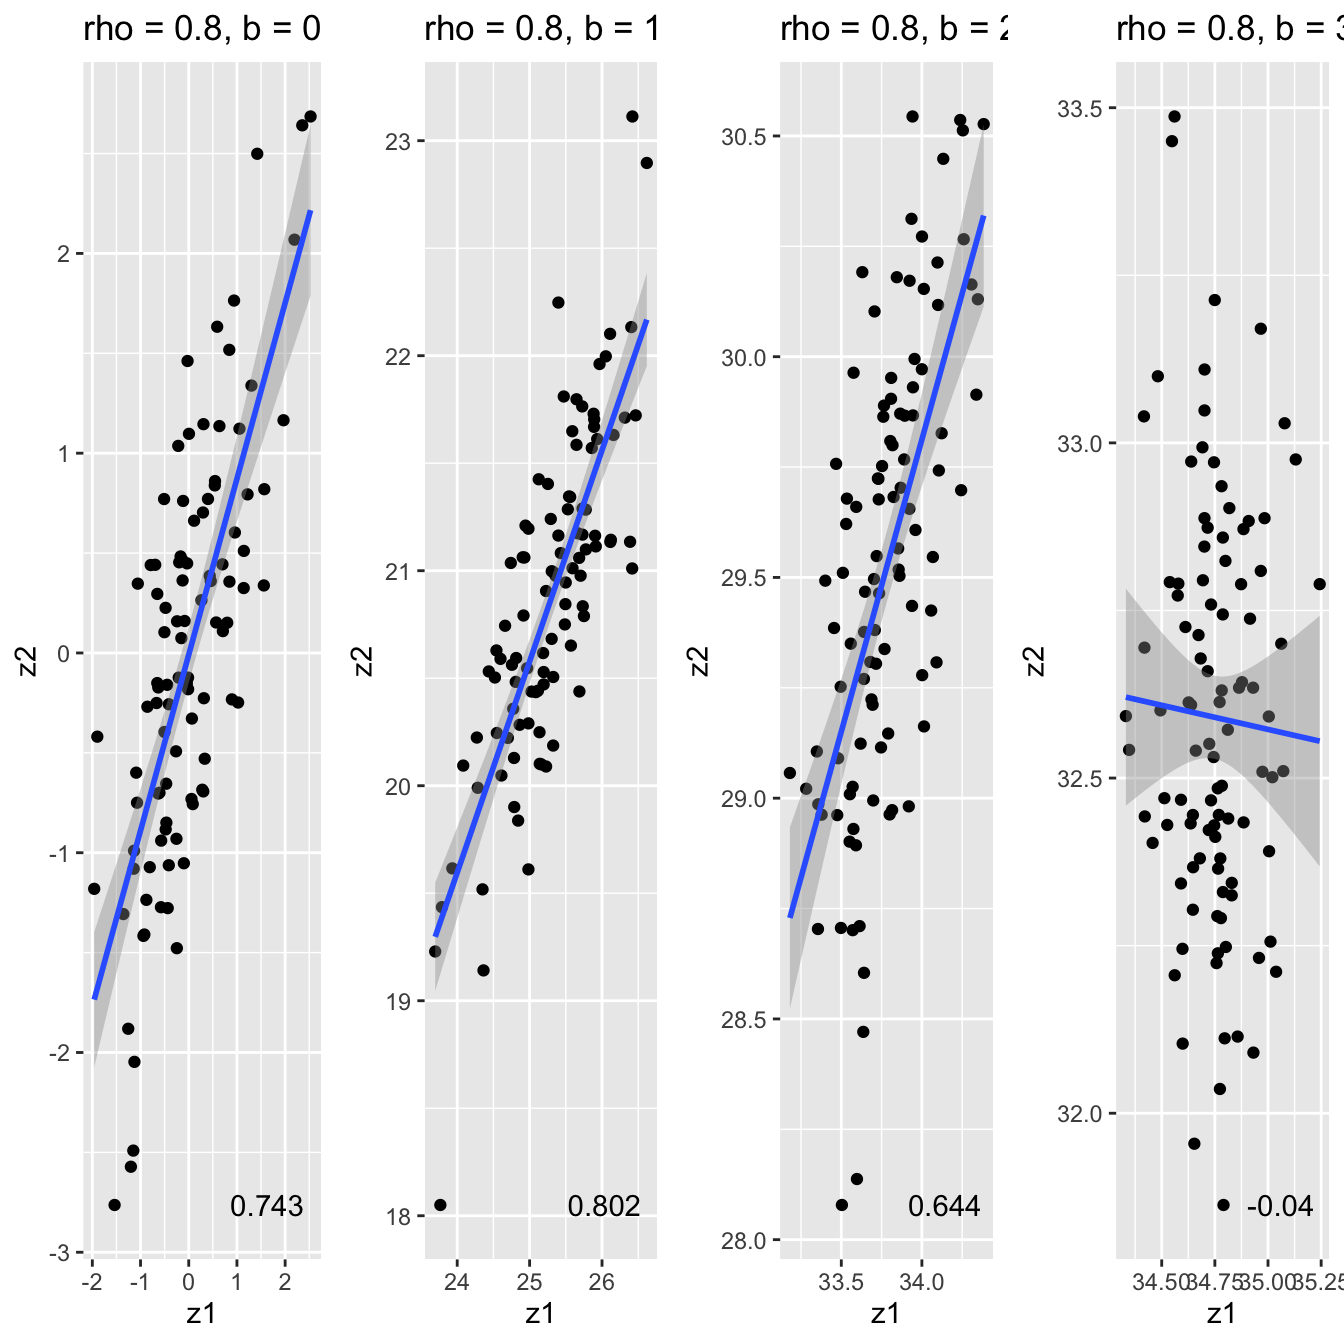 rho = 0.8, b = 0
z2
2
1
0
-1
-2
-3
0.743
-2 -1 0 1 2
z1
rho = 0.8, b = 1
z2
23
22
21
20
19
18
0.802
24 25 26
z1
rho = 0.8, b = 2
z2
30.5
30.0
29.5
29.0
28.5
28.0
0.644
33.5 34.0
z1
rho = 0.8, b = 3
z2
33.5
33.0
32.5
32.0
-0.04
34.50 34.75 35.00 35.25
z1